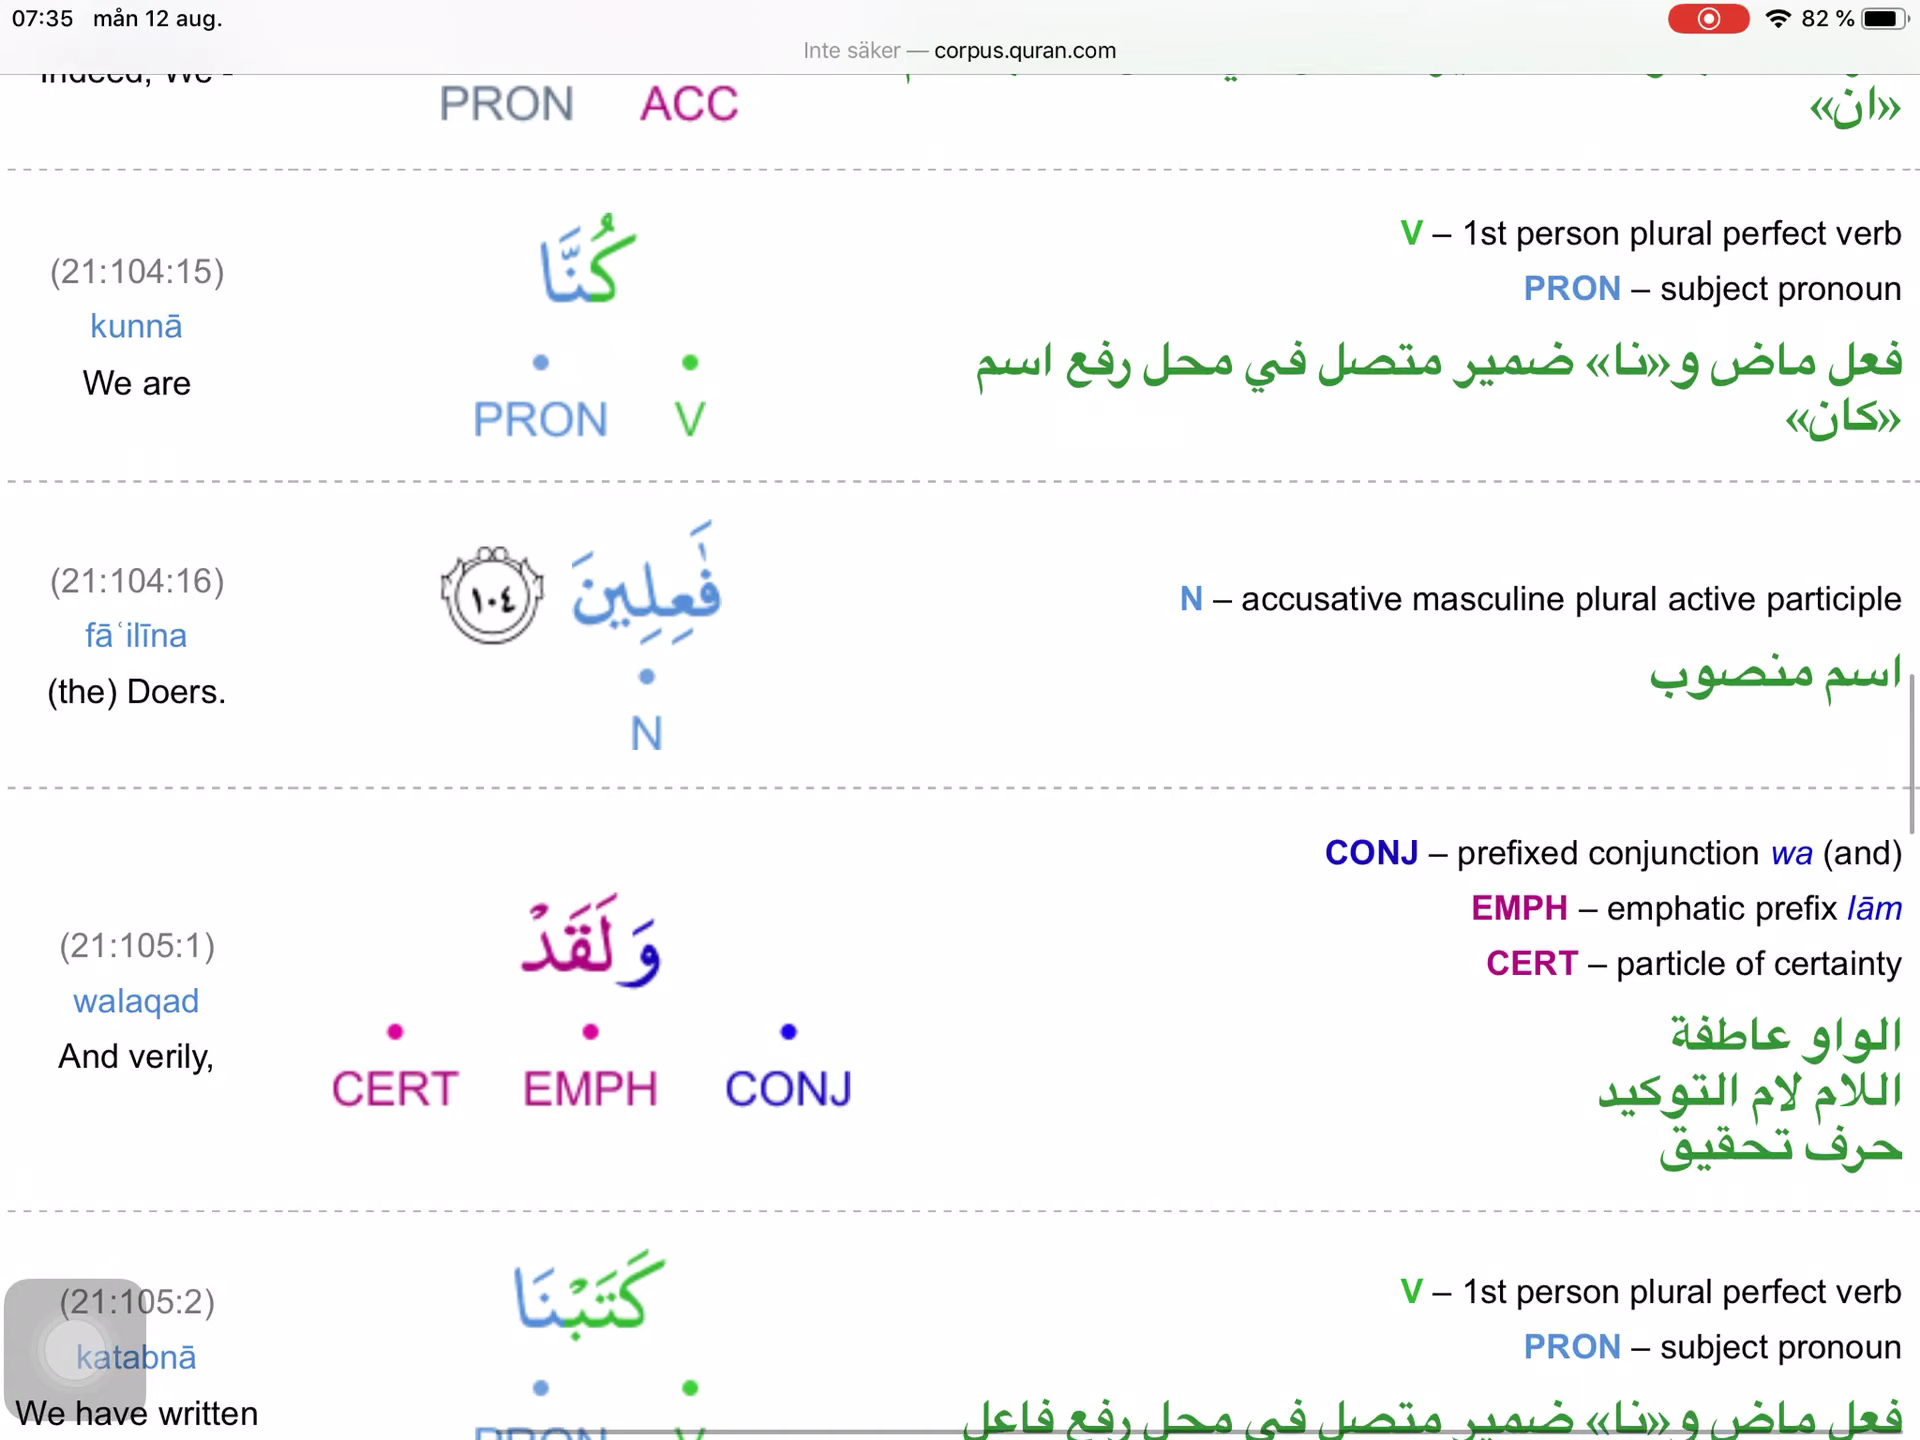 07:35 mån 12 aug.
82 %
Inte säker — corpus.quran.com
Indeed, We -
PRON ACC
«ان»
(21:104:15)
kunnā
We are
كُنَّا
PRON V
V – 1st person plural perfect verb
PRON – subject pronoun
فعل ماض و«نا» ضمير متصل في محل رفع اسم
«كان»
(21:104:16)
fāʿilīna
(the) Doers.
فَٰعِلِينَ ١٠٤
N
N – accusative masculine plural active participle
اسم منصوب
(21:105:1)
walaqad
And verily,
وَلَقَدْ
CERT EMPH CONJ
CONJ – prefixed conjunction wa (and)
EMPH – emphatic prefix lām
CERT – particle of certainty
الواو عاطفة
اللام لام التوكيد
حرف تحقيق
(21:105:2)
katabnā
We have written
كَتَبْنَا
PRON V
V – 1st person plural perfect verb
PRON – subject pronoun
فعل ماض و«نا» ضمير متصل في محل رفع فاعل